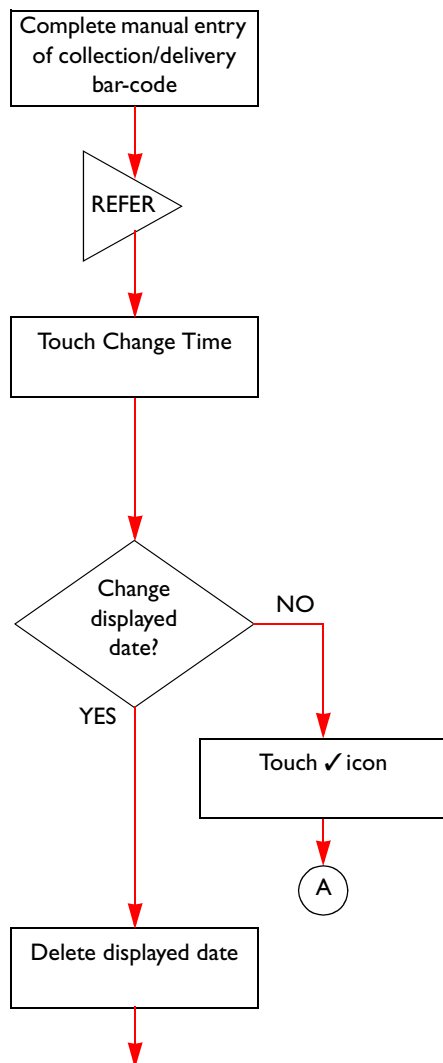 Complete manual entry
of collection/delivery
bar-code
REFER
Touch Change Time
Change
displayed
date?
NO
YES
Touch ✓ icon
A
Delete displayed date